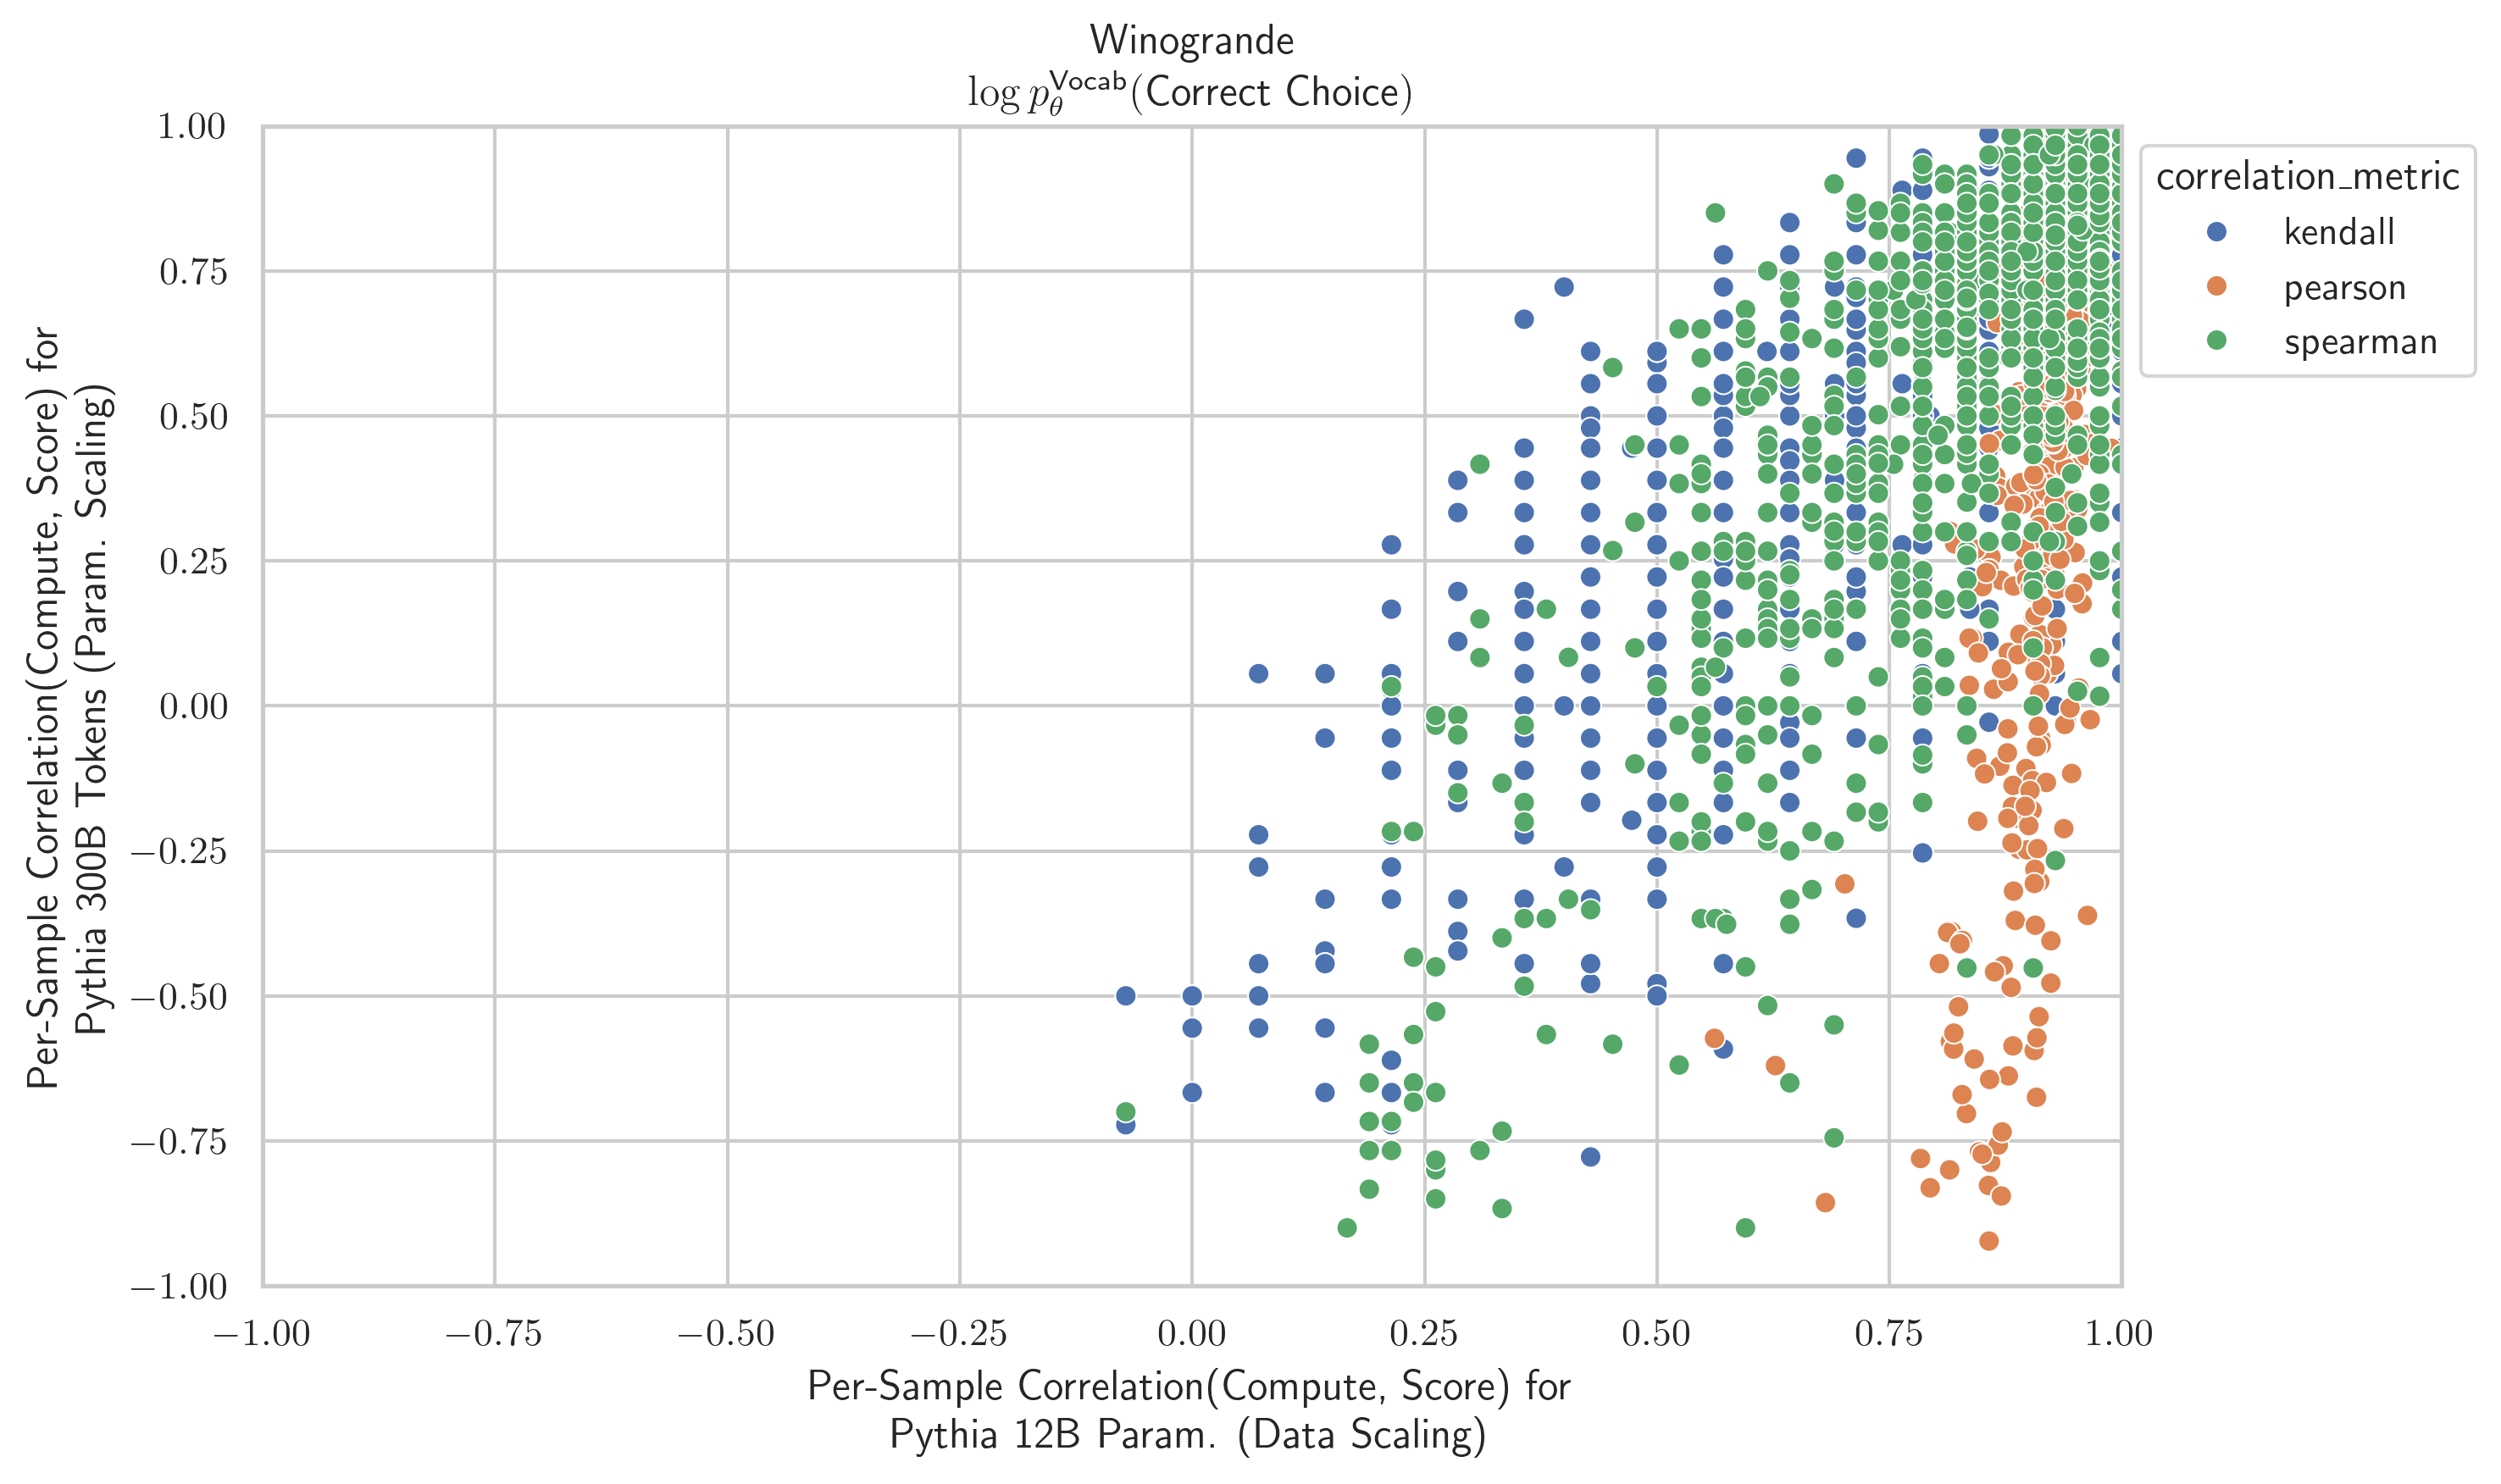 Winogrande
log p_θ^Vocab(Correct Choice)
1.00
0.75
0.50
0.25
0.00
−0.25
−0.50
−0.75
−1.00
Per-Sample Correlation(Compute, Score) for
Pythia 300B Tokens (Param. Scaling)
−1.00 −0.75 −0.50 −0.25 0.00 0.25 0.50 0.75 1.00
Per-Sample Correlation(Compute, Score) for
Pythia 12B Param. (Data Scaling)
correlation_metric
kendall
pearson
spearman